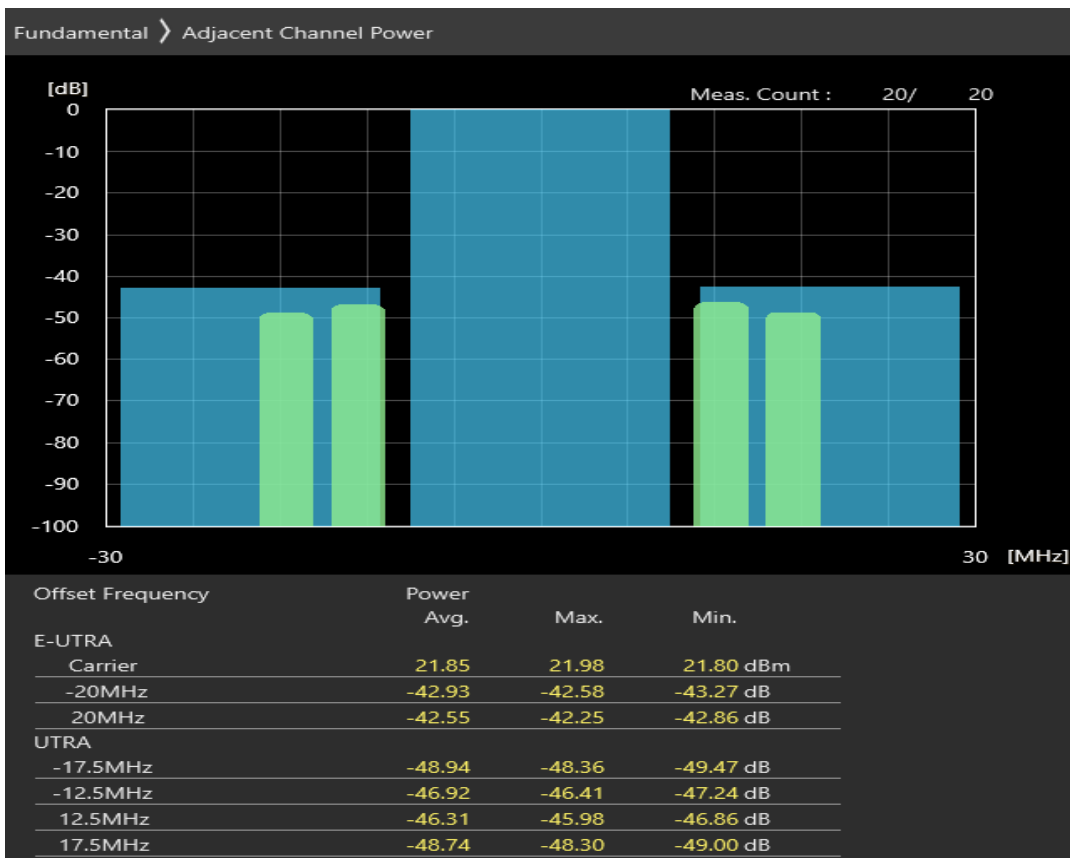 Fundamental 〉 Adjacent Channel Power
[dB]
Meas. Count : 20/ 20
0
-10
-20
-30
-40
-50
-60
-70
-80
-90
-100
-30 30 [MHz]
Offset Frequency Power
Avg. Max. Min.
E-UTRA
Carrier 21.85 21.98 21.80 dBm
-20MHz -42.93 -42.58 -43.27 dB
20MHz -42.55 -42.25 -42.86 dB
UTRA
-17.5MHz -48.94 -48.36 -49.47 dB
-12.5MHz -46.92 -46.41 -47.24 dB
12.5MHz -46.31 -45.98 -46.86 dB
17.5MHz -48.74 -48.30 -49.00 dB